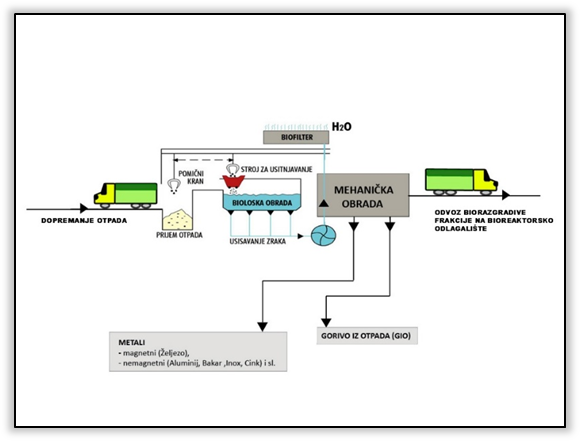 H2O
BIOFILTER
POMIČNI
KRAN
STROJ ZA USITNJAVANJE
MEHANIČKA
OBRADA
BIOLOSKA OBRADA
DOPREMANJE OTPADA
PRIJEM OTPADA
USISAVANJE ZRAKA
ODVOZ BIORAZGRADIVE
FRAKCIJE NA BIOREAKTORSKO
ODLAGALIŠTE
METALI
- magnetni (Željezo),
- nemagnetni (Aluminij, Bakar ,Inox, Cink) i sl.
GORIVO IZ OTPADA (GIO)